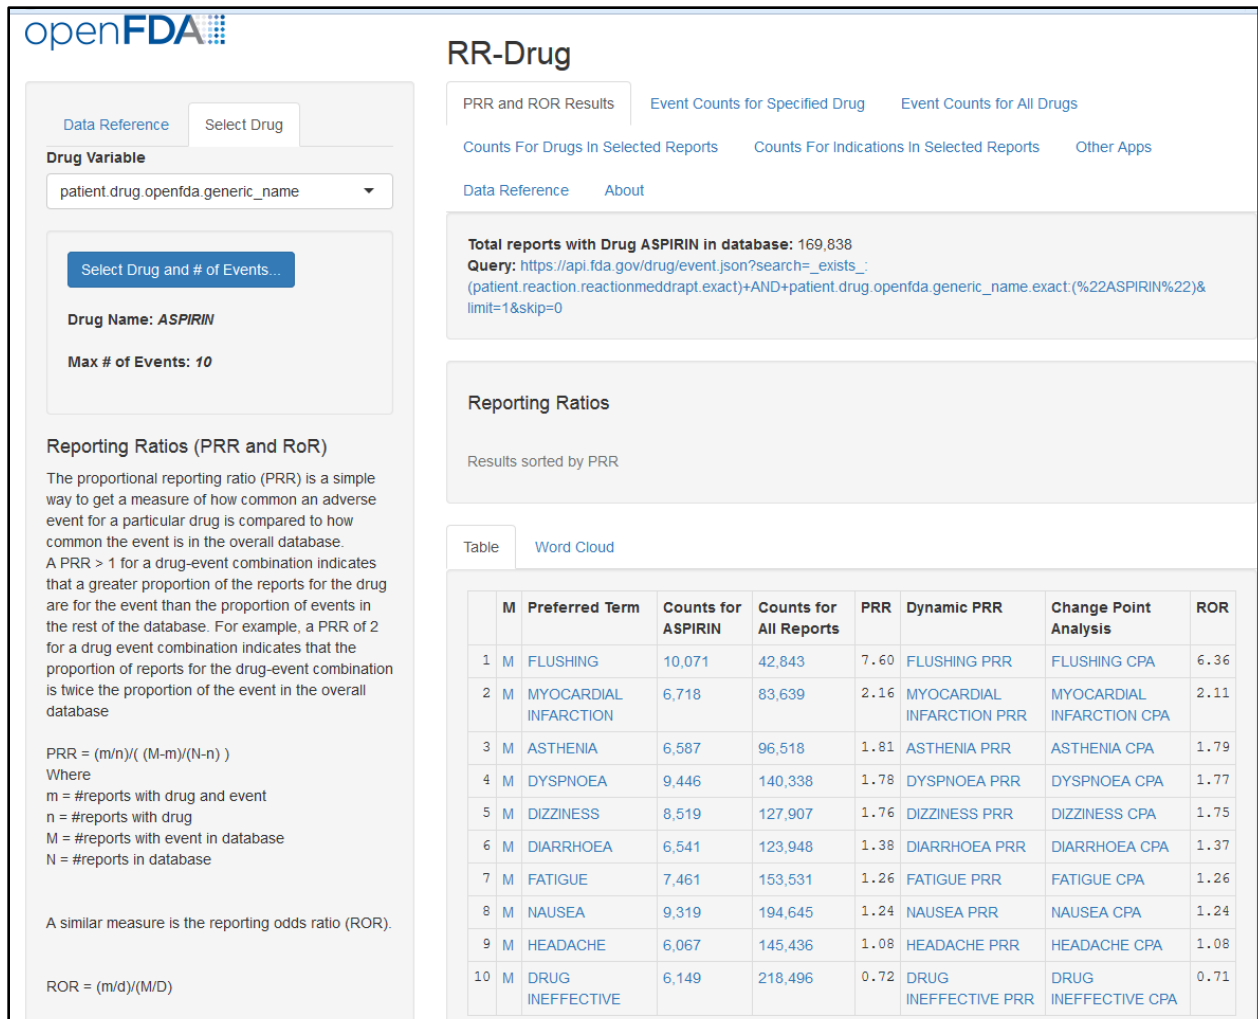 openFDA
Data Reference
Select Drug
Drug Variable
patient.drug.openfda.generic_name
Select Drug and # of Events...
Drug Name: ASPIRIN
Max # of Events: 10
Reporting Ratios (PRR and RoR)
The proportional reporting ratio (PRR) is a simple
way to get a measure of how common an adverse
event for a particular drug is compared to how
common the event is in the overall database.
A PRR > 1 for a drug-event combination indicates
that a greater proportion of the reports for the drug
are for the event than the proportion of events in
the rest of the database. For example, a PRR of 2
for a drug event combination indicates that the
proportion of reports for the drug-event combination
is twice the proportion of the event in the overall
database
PRR = (m/n)/( (M-m)/(N-n) )
Where
m = #reports with drug and event
n = #reports with drug
M = #reports with event in database
N = #reports in database
A similar measure is the reporting odds ratio (ROR).
ROR = (m/d)/(M/D)
RR-Drug
PRR and ROR Results Event Counts for Specified Drug Event Counts for All Drugs
Counts For Drugs In Selected Reports Counts For Indications In Selected Reports Other Apps
Data Reference About
Total reports with Drug ASPIRIN in database: 169,838
Query: https://api.fda.gov/drug/event.json?search=_exists_:
(patient.reaction.reactionmeddrapt.exact)+AND+patient.drug.openfda.generic_name.exact:(%22ASPIRIN%22)&
limit=1&skip=0
Reporting Ratios
Results sorted by PRR
Table Word Cloud
M Preferred Term Counts for ASPIRIN Counts for All Reports PRR Dynamic PRR Change Point Analysis ROR
1 M FLUSHING 10,071 42,843 7.60 FLUSHING PRR FLUSHING CPA 6.36
2 M MYOCARDIAL INFARCTION 6,718 83,639 2.16 MYOCARDIAL INFARCTION PRR MYOCARDIAL INFARCTION CPA 2.11
3 M ASTHENIA 6,587 96,518 1.81 ASTHENIA PRR ASTHENIA CPA 1.79
4 M DYSPNOEA 9,446 140,338 1.78 DYSPNOEA PRR DYSPNOEA CPA 1.77
5 M DIZZINESS 8,519 127,907 1.76 DIZZINESS PRR DIZZINESS CPA 1.75
6 M DIARRHOEA 6,541 123,948 1.38 DIARRHOEA PRR DIARRHOEA CPA 1.37
7 M FATIGUE 7,461 153,531 1.26 FATIGUE PRR FATIGUE CPA 1.26
8 M NAUSEA 9,319 194,645 1.24 NAUSEA PRR NAUSEA CPA 1.24
9 M HEADACHE 6,067 145,436 1.08 HEADACHE PRR HEADACHE CPA 1.08
10 M DRUG INEFFECTIVE 6,149 218,496 0.72 DRUG INEFFECTIVE PRR DRUG INEFFECTIVE CPA 0.71